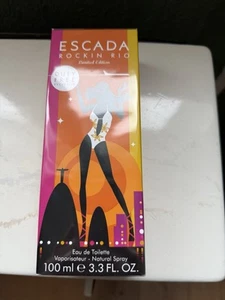 ESCADA
ROCKIN RIO
Limited Edition
Eau de Toilette
Vaporisateur - Natural Spray
100 ml e 3.3 FL. OZ.